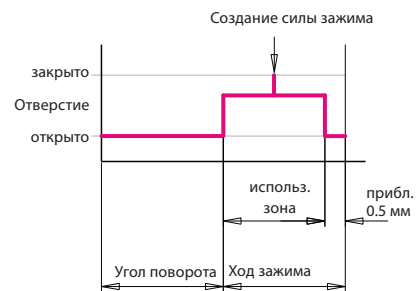 Создание силы зажима
закрыто
Отверстие
открыто
использ.
зона
прибл.
0.5 мм
Угол поворота
Ход зажима